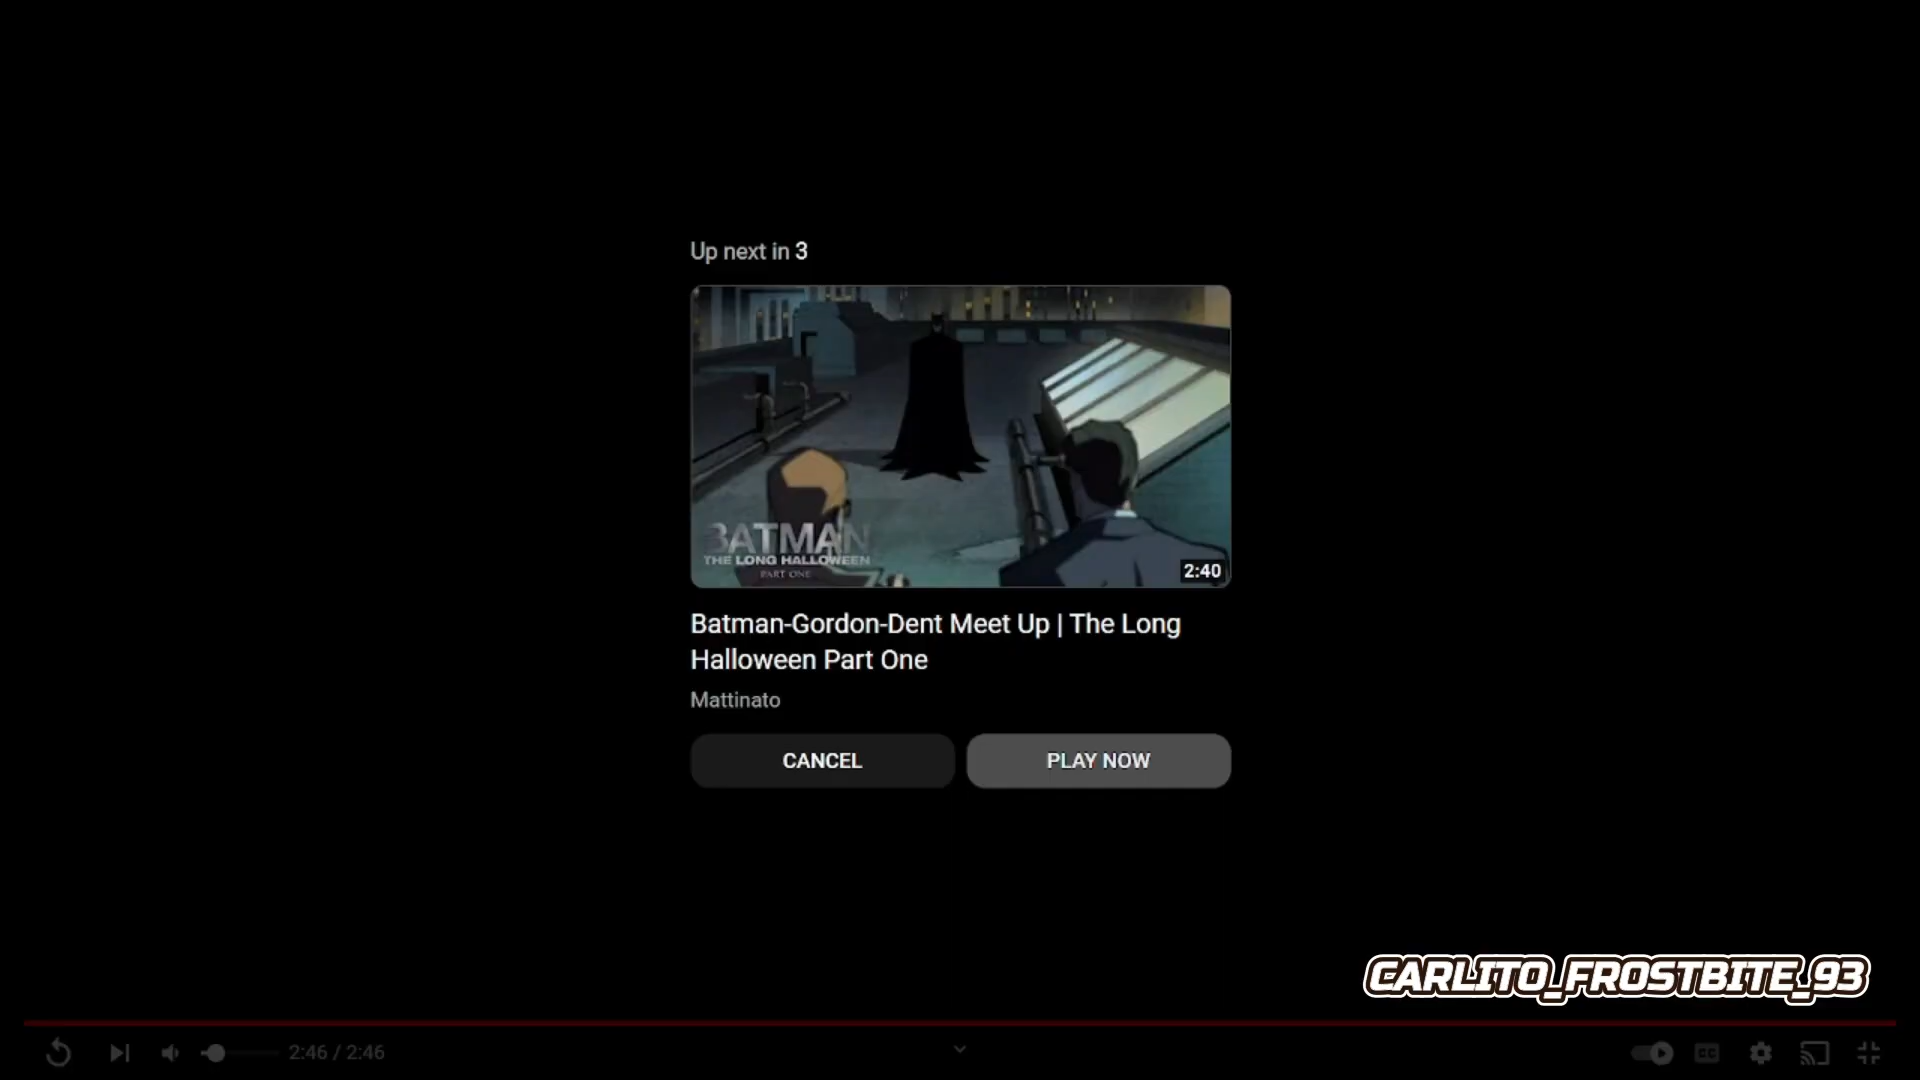 Up next in 3
BATMAN
THE LONG HALLOWEEN
PART ONE
2:40
Batman-Gordon-Dent Meet Up | The Long
Halloween Part One
Mattinato
CANCEL
PLAY NOW
CARLITO_FROSTBITE_93
2:46 / 2:46
CC